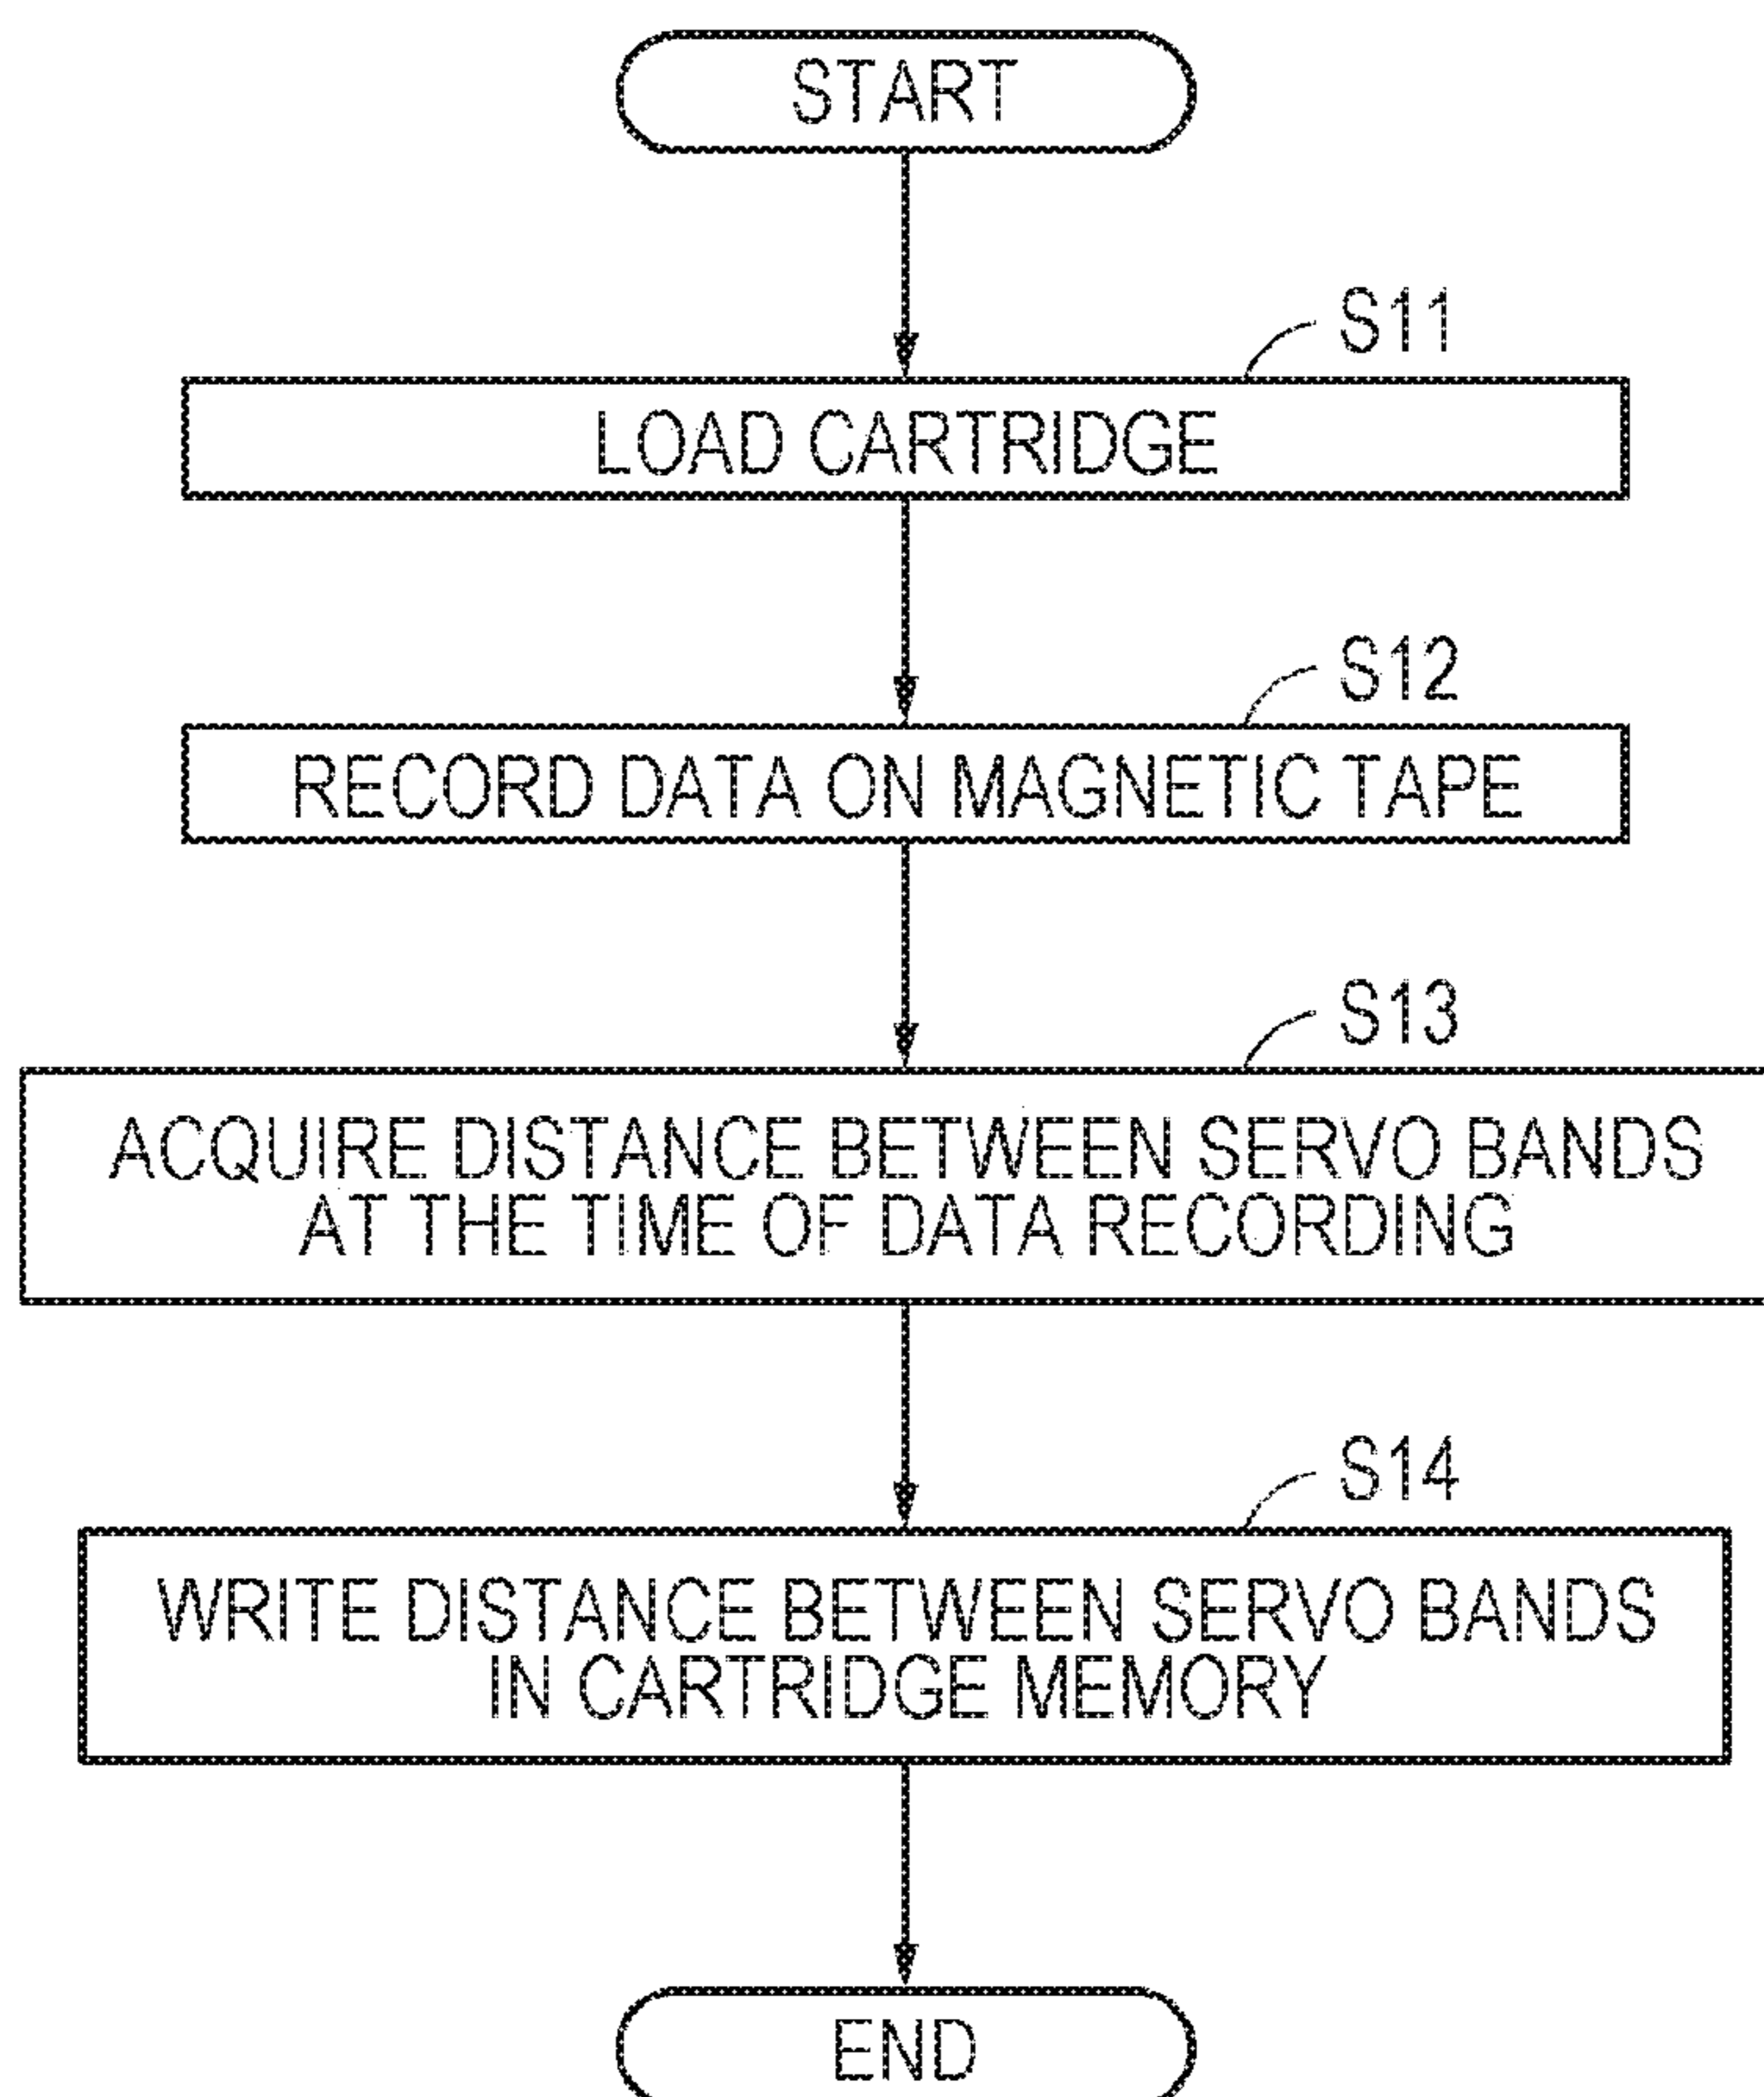 START
S11
LOAD CARTRIDGE
S12
RECORD DATA ON MAGNETIC TAPE
S13
ACQUIRE DISTANCE BETWEEN SERVO BANDS
AT THE TIME OF DATA RECORDING
S14
WRITE DISTANCE BETWEEN SERVO BANDS
IN CARTRIDGE MEMORY
END